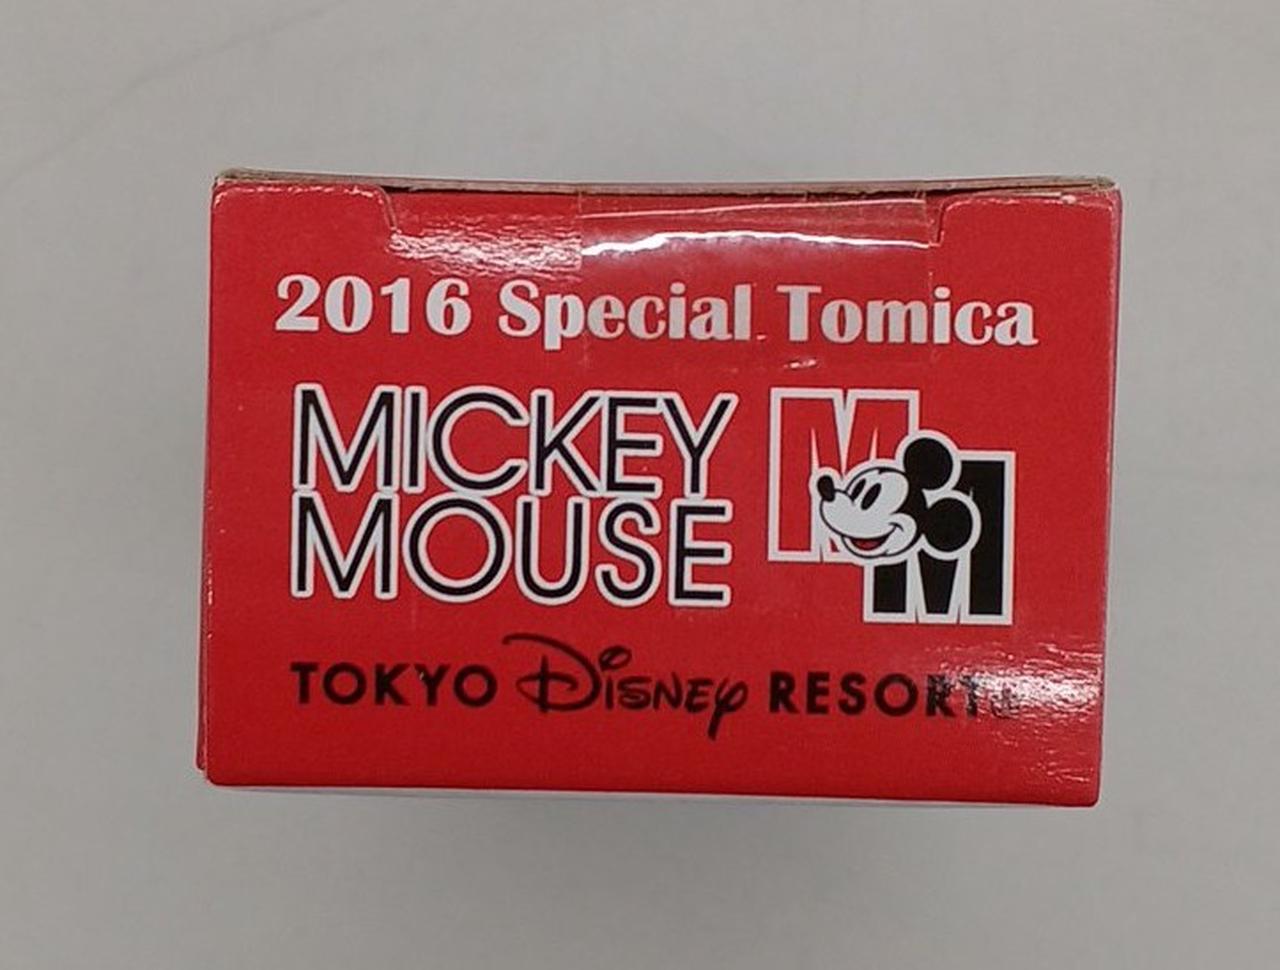 2016 Special Tomica
MICKEY
MOUSE
MM
TOKYO Disney RESORT®